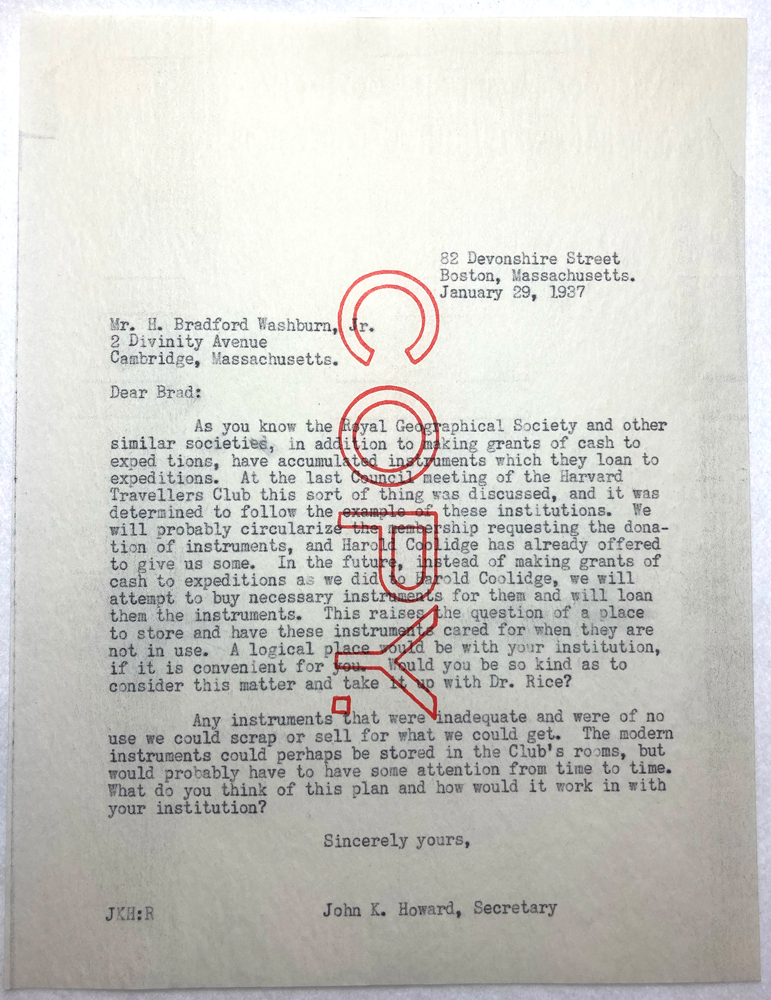 82 Devonshire Street
Boston, Massachusetts.
January 29, 1937
Mr. H. Bradford Washburn, Jr.
2 Divinity Avenue
Cambridge, Massachusetts.
Dear Brad:
As you know the Royal Geographical Society and other
similar societies, in addition to making grants of cash to
exped tions, have accumulated instruments which they loan to
expeditions. At the last Council meeting of the Harvard
Travellers Club this sort of thing was discussed, and it was
determined to follow the example of these institutions. We
will probably circularize the membership requesting the dona-
tion of instruments, and Harold Coolidge has already offered
to give us some. In the future, instead of making grants of
cash to expeditions as we did to Harold Coolidge, we will
attempt to buy necessary instruments for them and will loan
them the instruments. This raises the question of a place
to store and have these instruments cared for when they are
not in use. A logical place would be with your institution,
if it is convenient for you. Would you be so kind as to
consider this matter and take it up with Dr. Rice?
Any instruments that were inadequate and were of no
use we could scrap or sell for what we could get. The modern
instruments could perhaps be stored in the Club's rooms, but
would probably have to have some attention from time to time.
What do you think of this plan and how would it work in with
your institution?
Sincerely yours,
JKH:R
John K. Howard, Secretary
COPY.